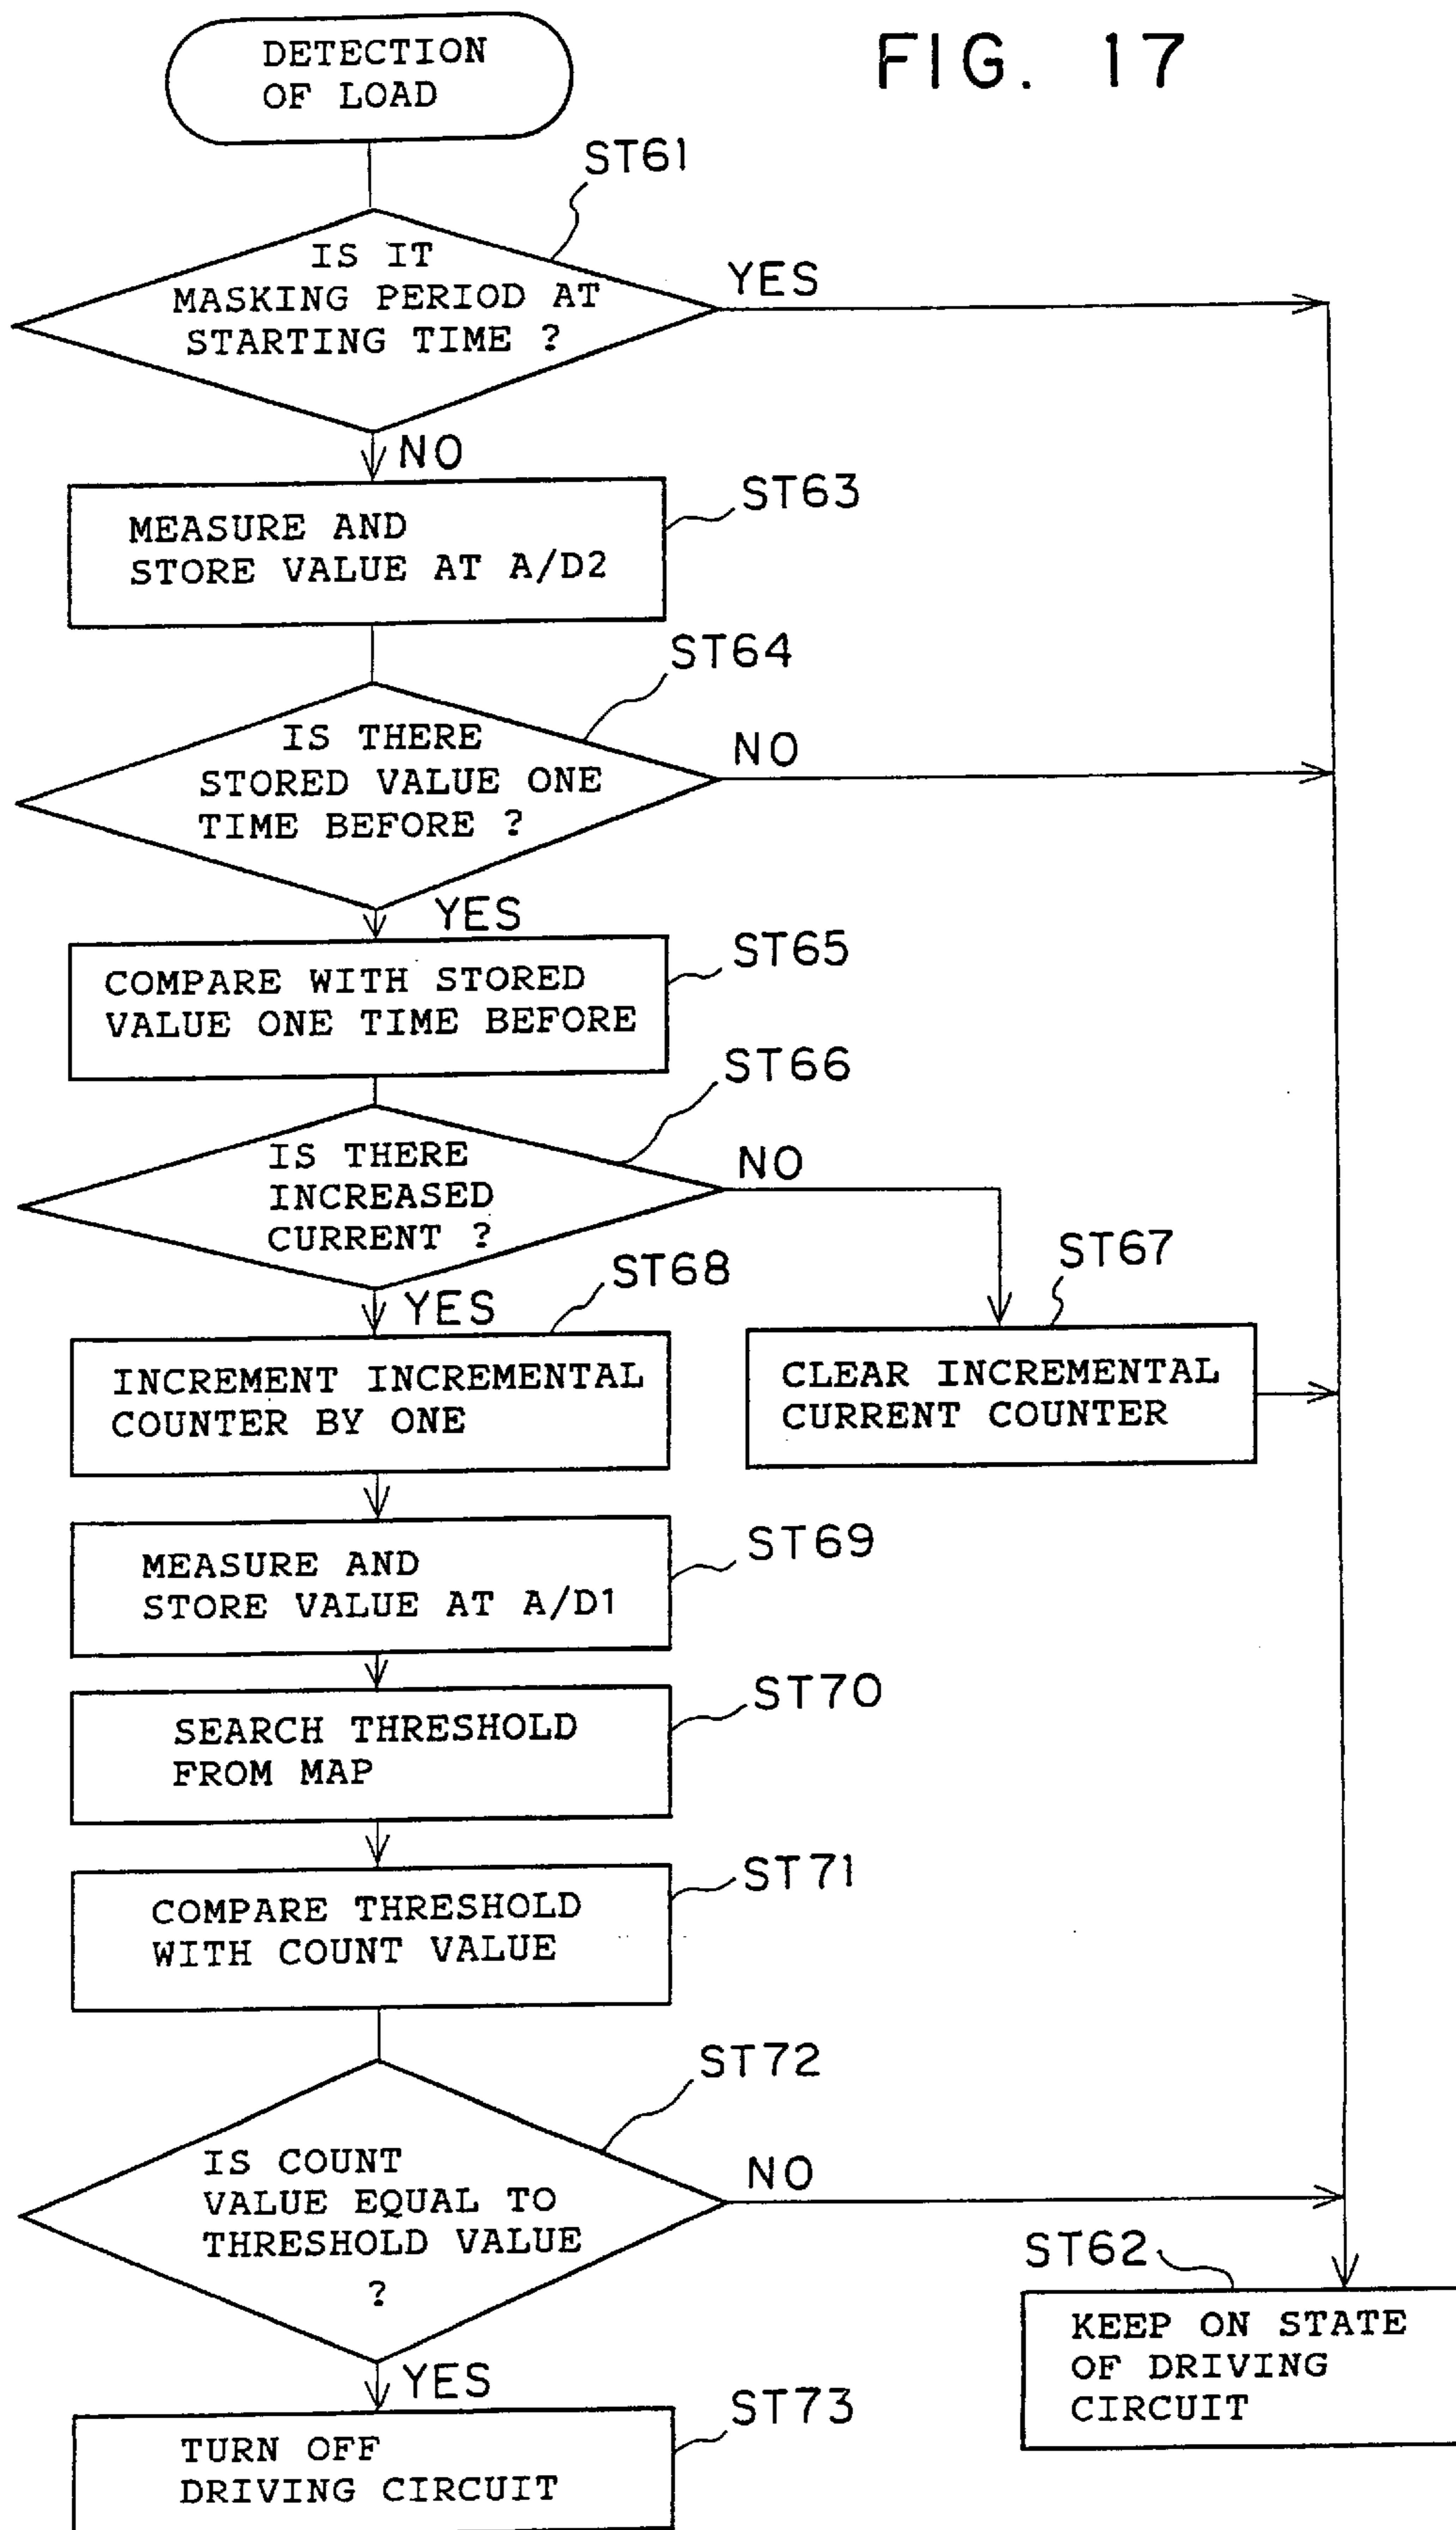 FIG. 17
DETECTION
OF LOAD
ST61
IS IT
MASKING PERIOD AT
STARTING TIME ?
YES
NO
ST63
MEASURE AND
STORE VALUE AT A/D2
ST64
IS THERE
STORED VALUE ONE
TIME BEFORE ?
NO
YES
ST65
COMPARE WITH STORED
VALUE ONE TIME BEFORE
ST66
IS THERE
INCREASED
CURRENT ?
NO
YES
ST67
CLEAR INCREMENTAL
CURRENT COUNTER
ST68
INCREMENT INCREMENTAL
COUNTER BY ONE
ST69
MEASURE AND
STORE VALUE AT A/D1
ST70
SEARCH THRESHOLD
FROM MAP
ST71
COMPARE THRESHOLD
WITH COUNT VALUE
ST72
IS COUNT
VALUE EQUAL TO
THRESHOLD VALUE
?
NO
YES
ST62
KEEP ON STATE
OF DRIVING
CIRCUIT
ST73
TURN OFF
DRIVING CIRCUIT